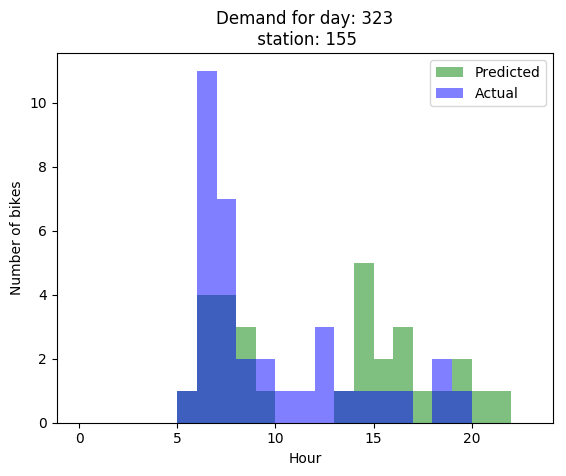 Demand for day: 323
station: 155
Predicted
Actual
Number of bikes
10
8
6
4
2
0
0
5
10
15
20
Hour